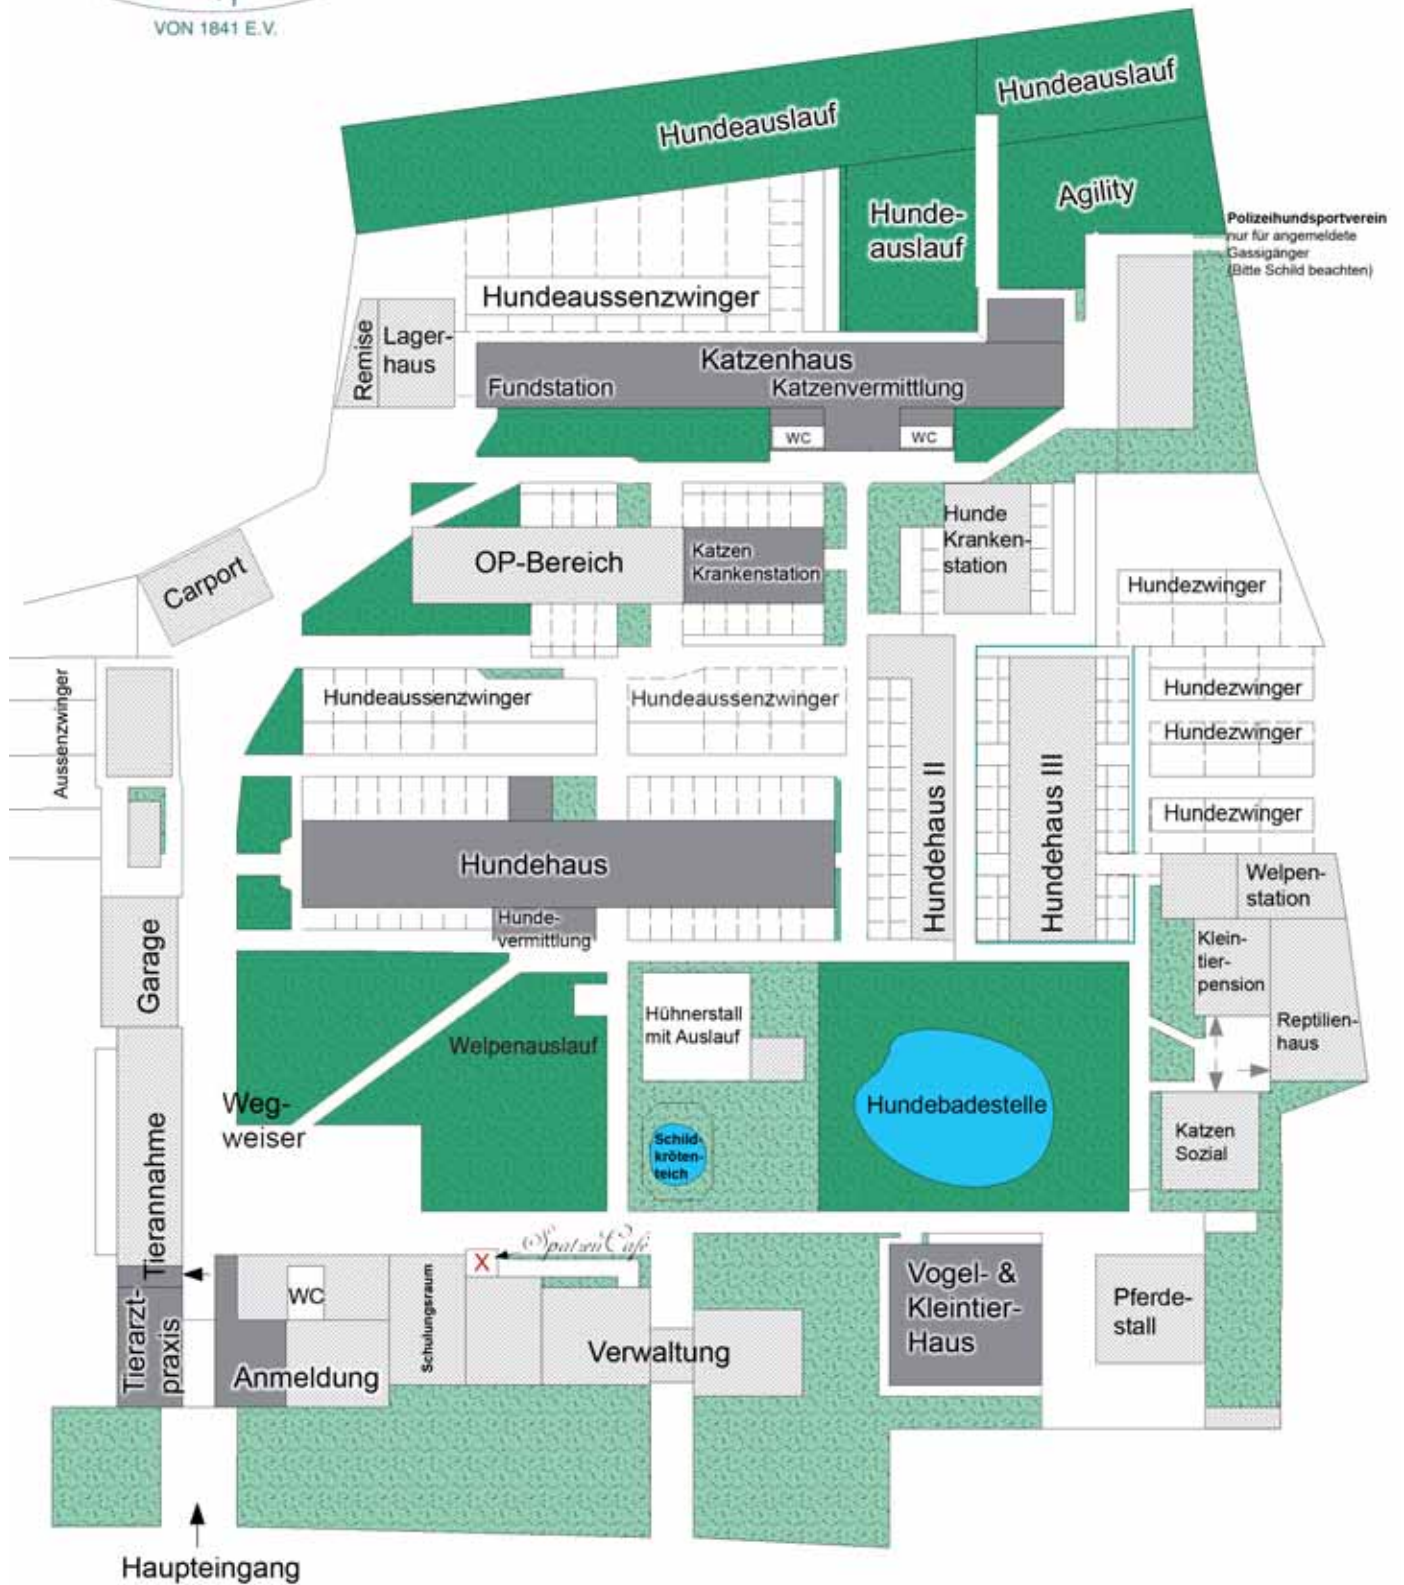 VON 1841 E.V.
Hundeauslauf
Hundeauslauf
Agility
Hunde-
auslauf
Polizeihundsportverein
nur für angemeldete
Gassigänger
(Bitte Schild beachten)
Hundeaussenzwinger
Remise
Lager-
haus
Katzenhaus
Fundstation
Katzenvermittlung
WC
WC
Hunde
Kranken-
station
OP-Bereich
Katzen
Krankenstation
Carport
Hundezwinger
Aussenzwinger
Hundeaussenzwinger
Hundeaussenzwinger
Hundezwinger
Hundezwinger
Hundezwinger
Hundehaus II
Hundehaus III
Hundehaus
Hunde-
vermittlung
Welpen-
station
Garage
Klein-
tier-
pension
Reptilien-
haus
Hühnerstall
mit Auslauf
Welpenauslauf
Weg-
weiser
Hundebadestelle
Schild-
kröten-
teich
Katzen
Sozial
Tierannahme
Spatzen Café
X
WC
Schulungsraum
Vogel- &
Kleintier-
Haus
Pferde-
stall
Tierarzt-
praxis
Anmeldung
Verwaltung
Haupteingang